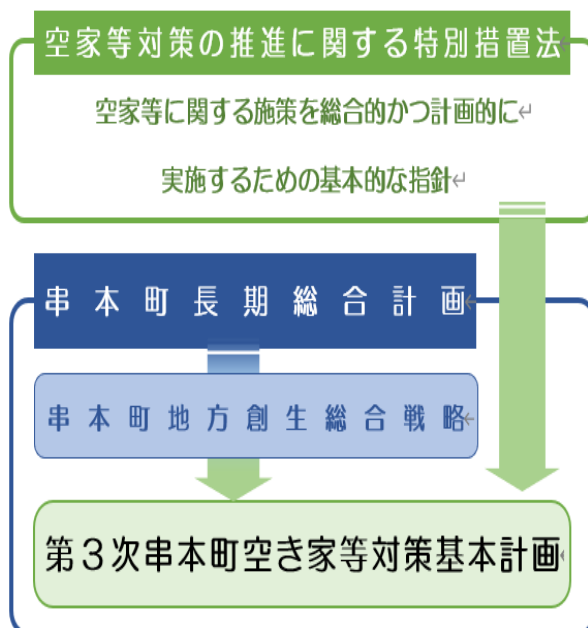 空家等対策の推進に関する特別措置法
空家等に関する施策を総合的かつ計画的に
実施するための基本的な指針
串本町長期総合計画
串本町地方創生総合戦略
第３次串本町空き家等対策基本計画